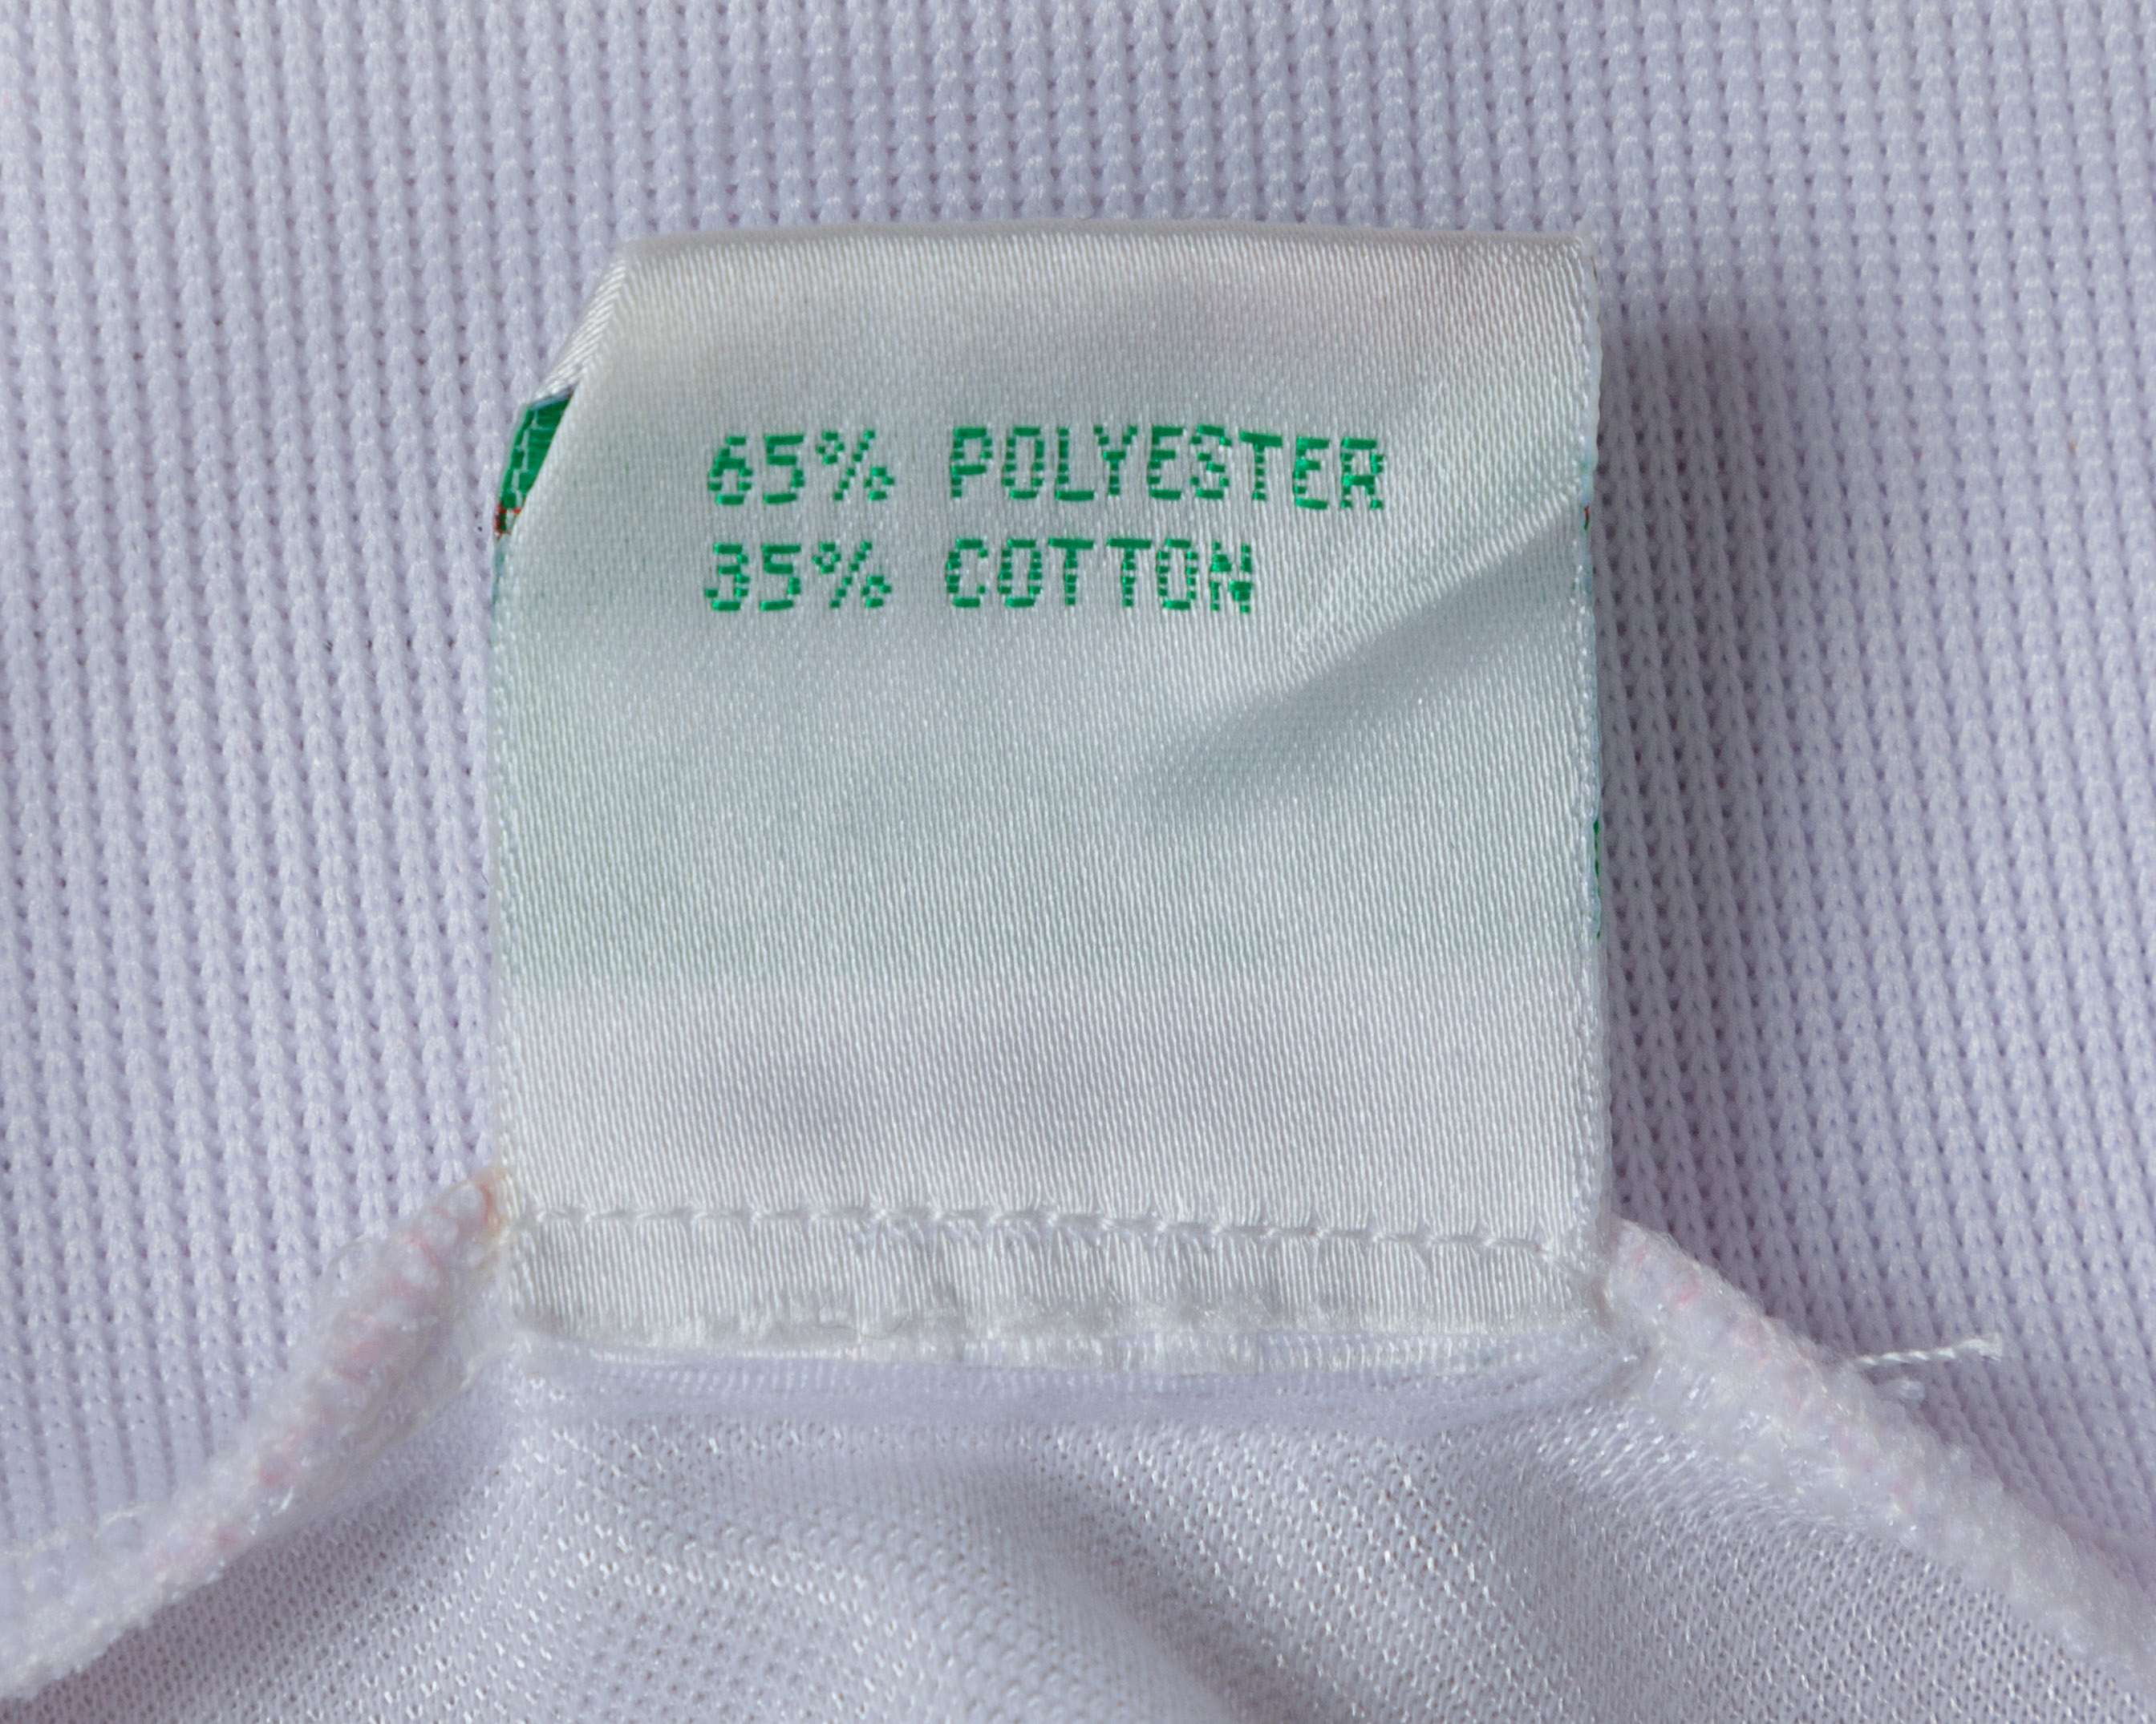 65% POLYESTER
35% COTTON